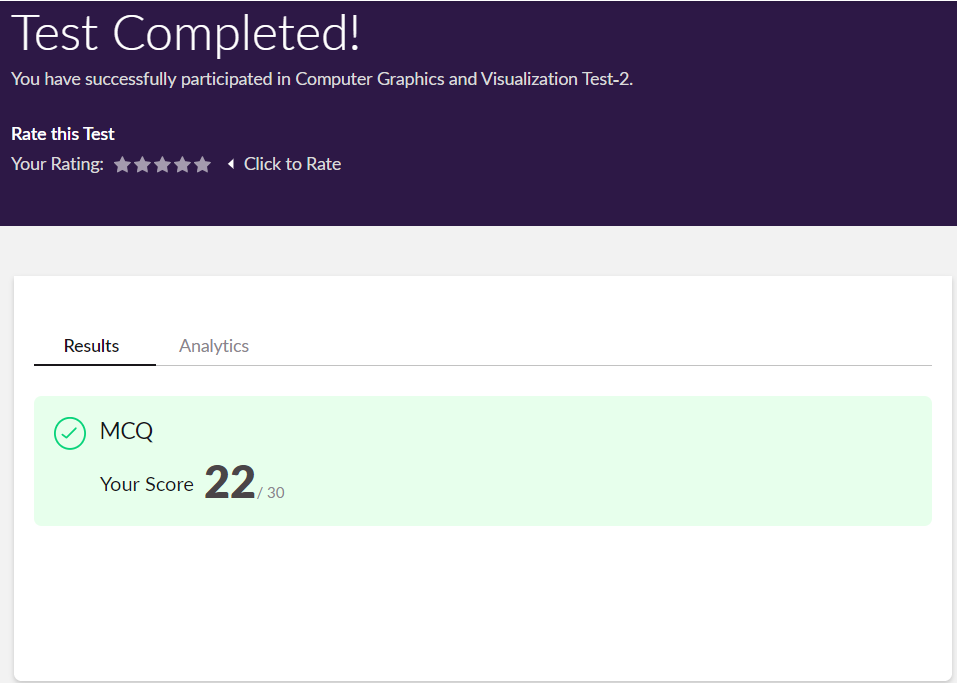 Test Completed!
You have successfully participated in Computer Graphics and Visualization Test-2.
Rate this Test
Your Rating: Click to Rate
Results Analytics
MCQ
Your Score 22 / 30